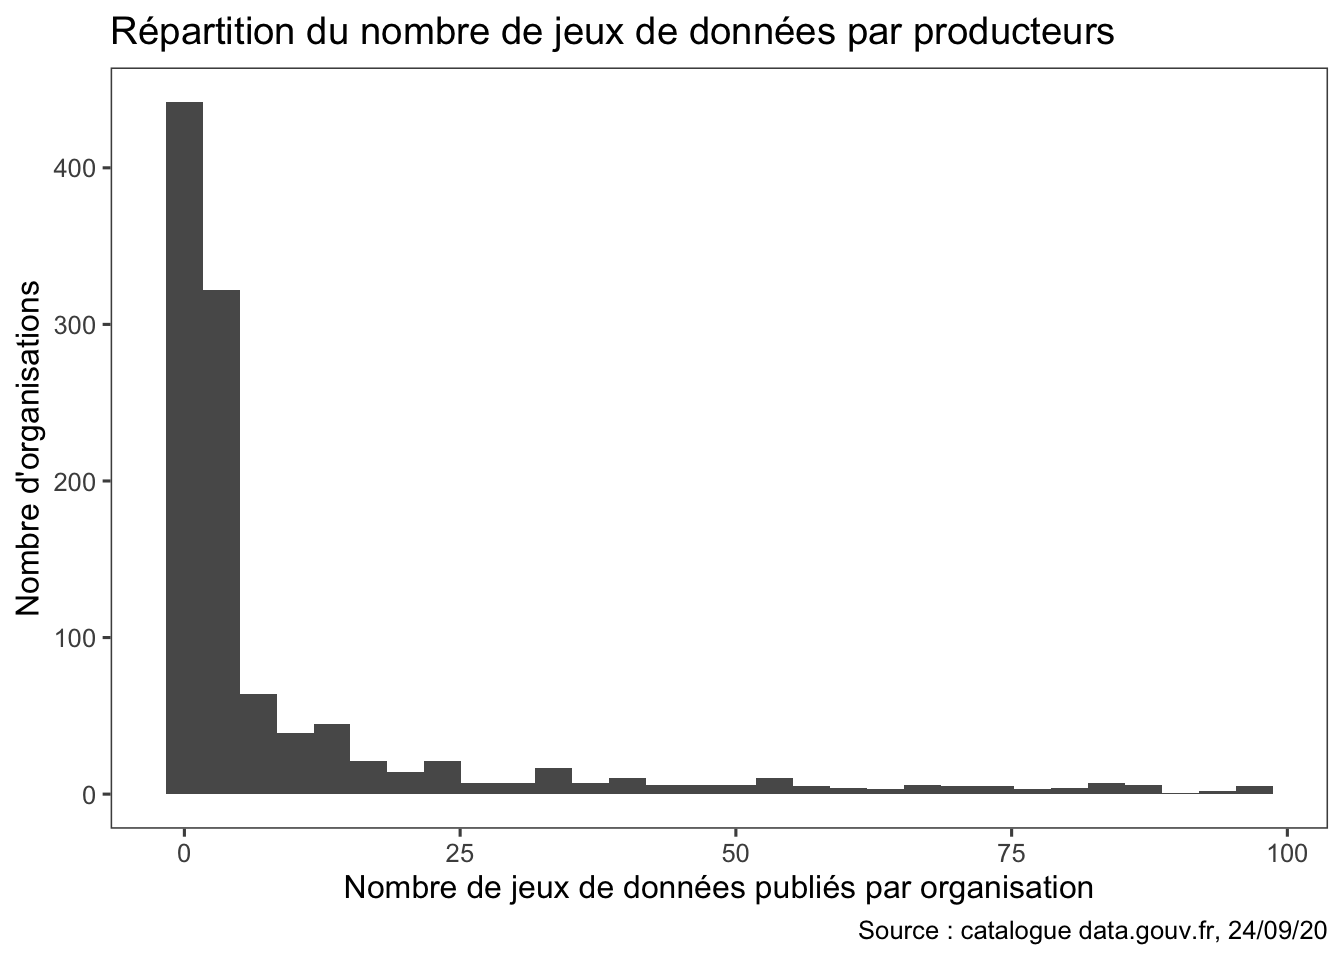 Répartition du nombre de jeux de données par producteurs
Nombre d'organisations
400
300
200
100
0
0 25 50 75 100
Nombre de jeux de données publiés par organisation
Source : catalogue data.gouv.fr, 24/09/20